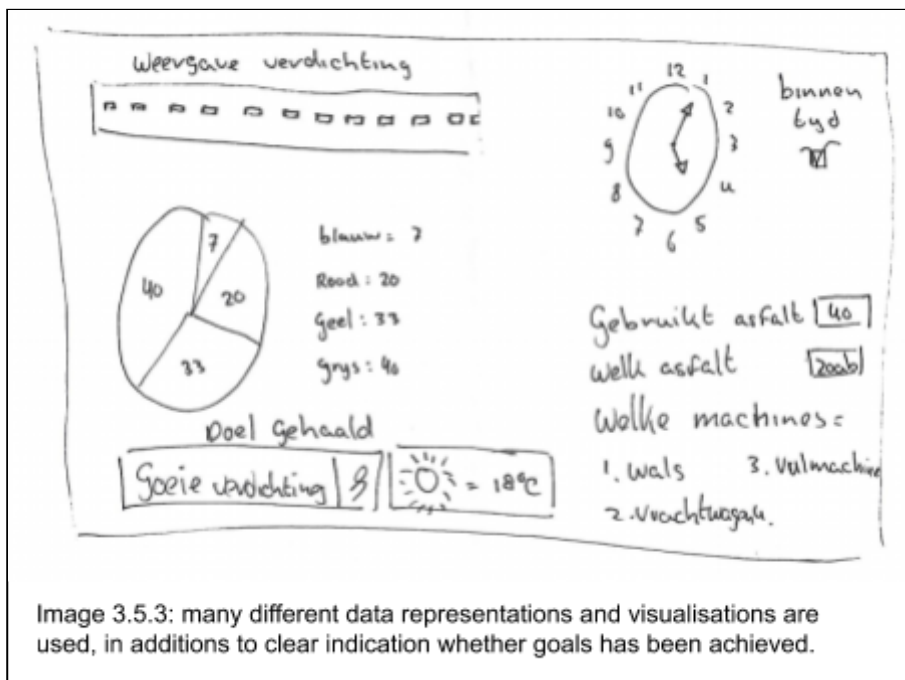 Weergave verdichting
12
1
11
2
10
3
9
4
8
5
7
6
binnen
tyd
7
40
20
33
blauw = 7
Rood : 20
Geel : 33
Grys : 40
Gebruikt asfalt 40
Welk asfalt zoab
Welke machines =
1. Wals 3. Vulmachine
2. Vrachtwagen.
Doel Gehaald
Goeie verdichting 8
= 18°C
Image 3.5.3: many different data representations and visualisations are
used, in additions to clear indication whether goals has been achieved.